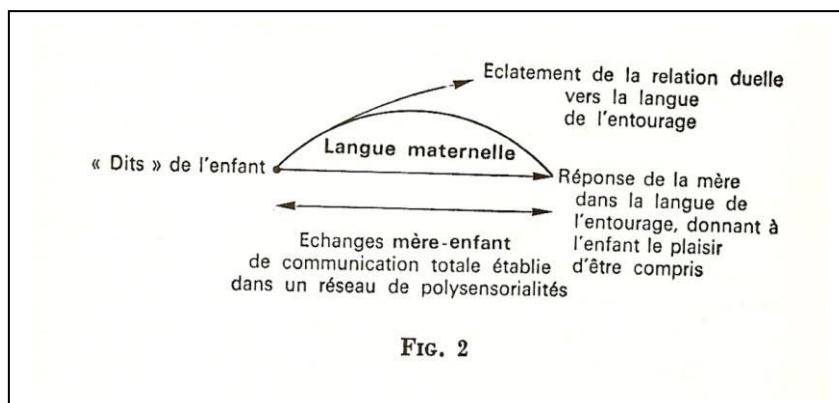 Eclatement de la relation duelle
vers la langue
de l'entourage
Langue maternelle
« Dits » de l'enfant
Réponse de la mère
dans la langue de
l'entourage, donnant à
l'enfant le plaisir
d'être compris
Echanges mère-enfant
de communication totale établie
dans un réseau de polysensorialités
FIG. 2